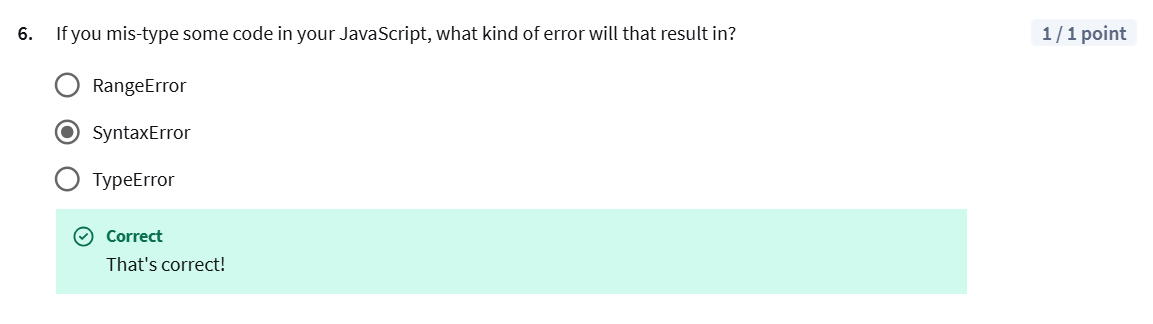 6. If you mis-type some code in your JavaScript, what kind of error will that result in?
1 / 1 point
RangeError
SyntaxError
TypeError
Correct
That's correct!